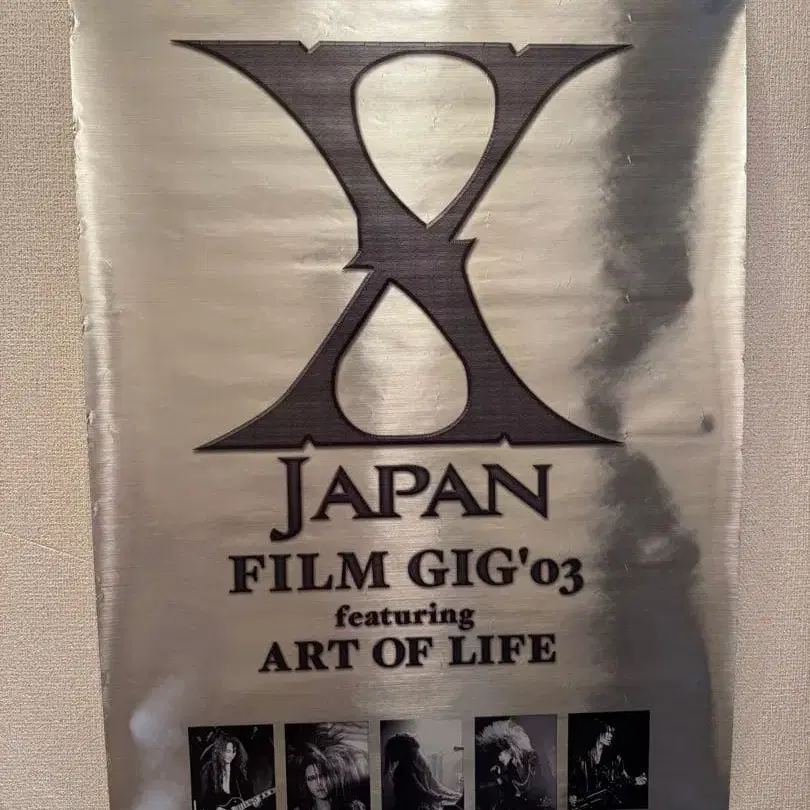 X
JAPAN
FILM GIG'03
featuring
ART OF LIFE